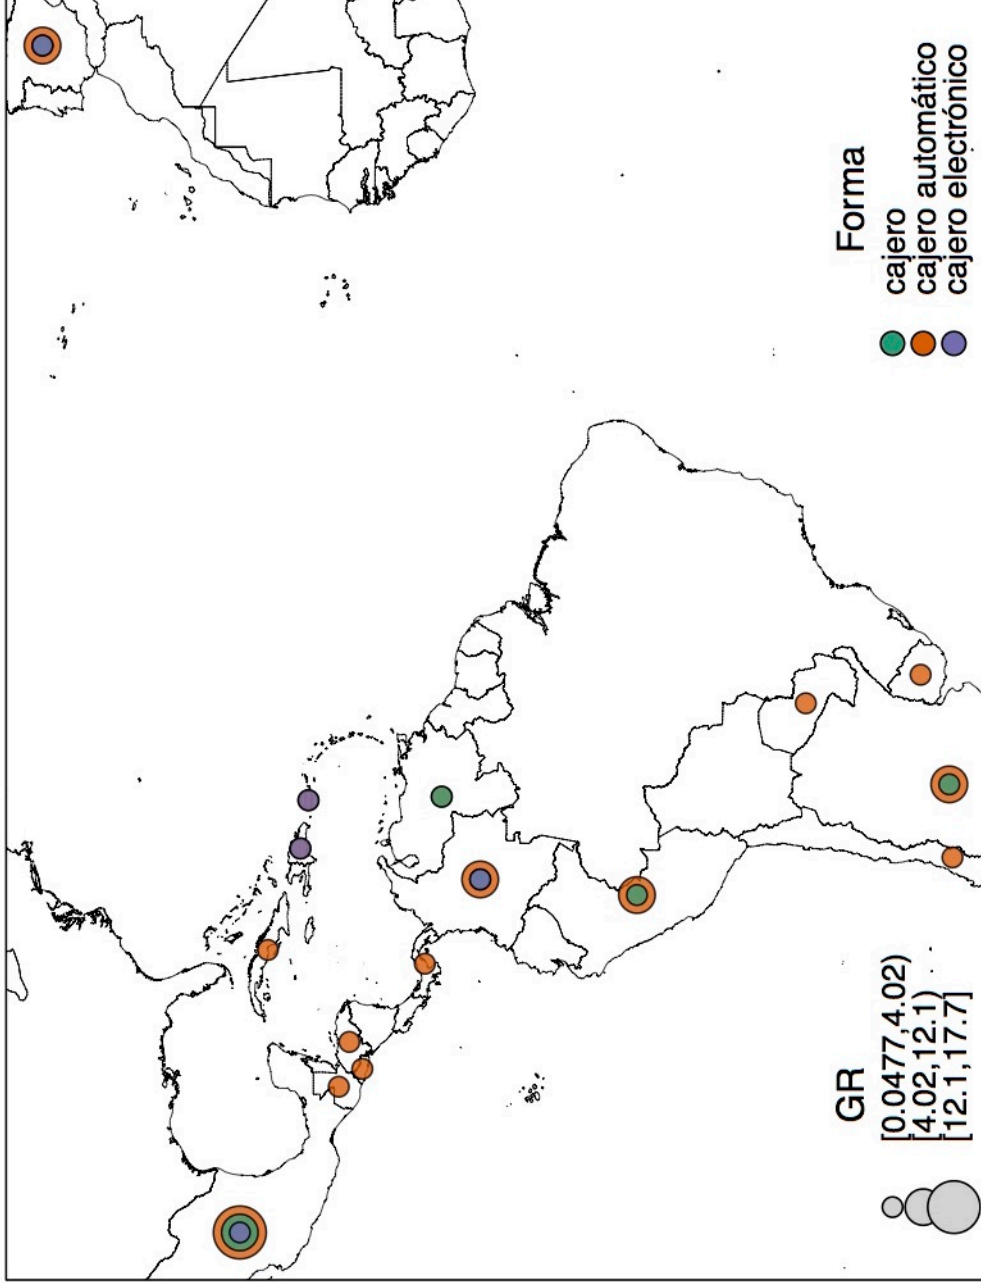 GR
[0.0477,4.02)
[4.02,12.1)
[12.1,17.7]
Forma
cajero
cajero automático
cajero electrónico